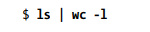 $ ls | wc -l